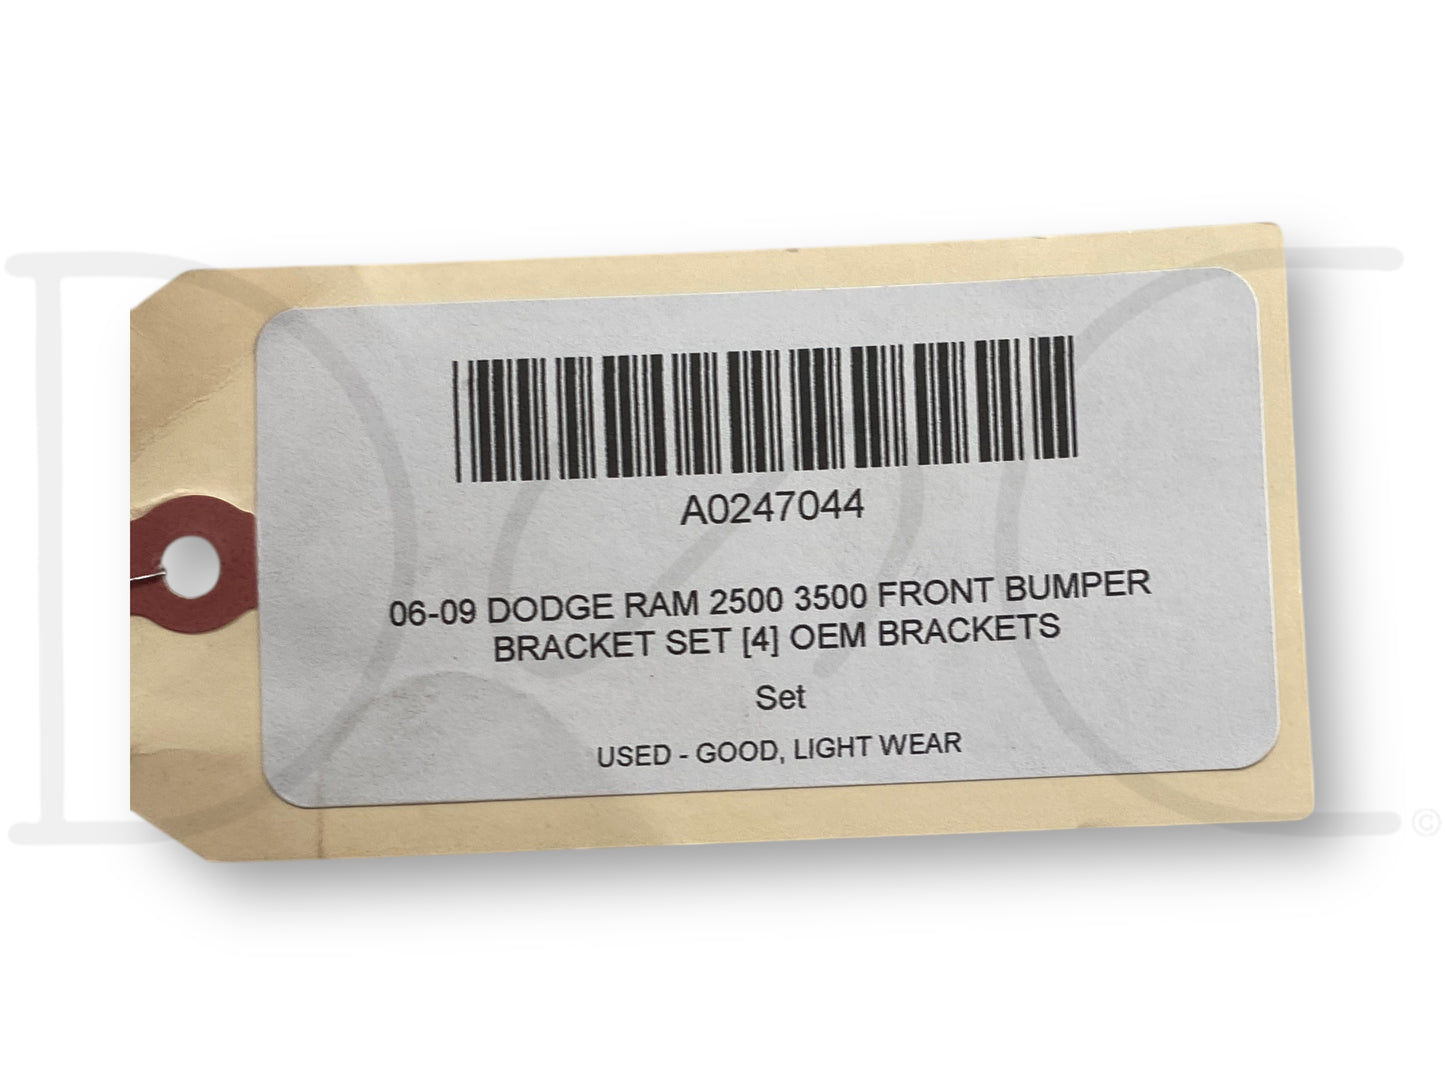 A0247044
06-09 DODGE RAM 2500 3500 FRONT BUMPER
BRACKET SET [4] OEM BRACKETS
Set
USED - GOOD, LIGHT WEAR
©